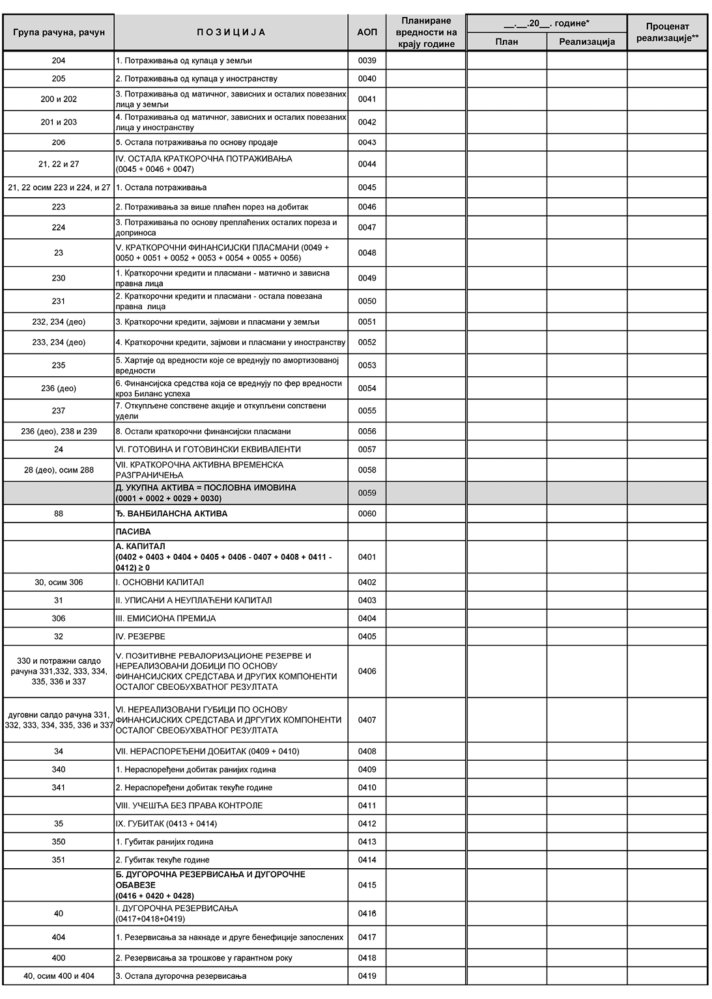 Група рачуна, рачун П О З И Ц И Ј А АОП Планиране вредности на крају године __.__.20__. године* Проценат реализације**
План Реализација
204 1. Потраживања од купаца у земљи 0039
205 2. Потраживања од купаца у иностранству 0040
200 и 202 3. Потраживања од матичног, зависних и осталих повезаних
лица у земљи 0041
201 и 203 4. Потраживања од матичног, зависних и осталих повезаних
лица у иностранству 0042
206 5. Остала потраживања по основу продаје 0043
21, 22 и 27 IV. ОСТАЛА КРАТКОРОЧНА ПОТРАЖИВАЊА
(0045 + 0046 + 0047) 0044
21, 22 осим 223 и 224, и 27 1. Остала потраживања 0045
223 2. Потраживања за више плаћен порез на добитак 0046
224 3. Потраживања по основу преплаћених осталих пореза и
доприноса 0047
23 V. КРАТКОРОЧНИ ФИНАНСИЈСКИ ПЛАСМАНИ (0049 +
0050 + 0051 + 0052 + 0053 + 0054 + 0055 + 0056) 0048
230 1. Краткорочни кредити и пласмани - матично и зависна
правна лица 0049
231 2. Краткорочни кредити и пласмани - остала повезана
правна  лица 0050
232, 234 (део) 3. Краткорочни кредити, зајмови и пласмани у земљи 0051
233, 234 (део) 4. Краткорочни кредити, зајмови и пласмани у иностранству 0052
235 5. Хартије од вредности које се вреднују по амортизованој
вредности 0053
236 (део) 6. Финансијска средства која се вреднују по фер вредности
кроз Биланс успеха 0054
237 7. Откупљене сопствене акције и откупљени сопствени
удели 0055
236 (део), 238 и 239 8. Остали краткорочни финансијски пласмани 0056
24 VI. ГОТОВИНА И ГОТОВИНСКИ ЕКВИВАЛЕНТИ 0057
28 (део), осим 288 VII. КРАТКОРОЧНА АКТИВНА ВРЕМЕНСКА
РАЗГРАНИЧЕЊА 0058
Д. УКУПНА АКТИВА = ПОСЛОВНА ИМОВИНА
(0001 + 0002 + 0029 + 0030) 0059
88 Ђ. ВАНБИЛАНСНА АКТИВА 0060
ПАСИВА
А. КАПИТАЛ
(0402 + 0403 + 0404 + 0405 + 0406 - 0407 + 0408 + 0411 -
0412) ≥ 0 0401
30, осим 306 I. ОСНОВНИ КАПИТАЛ 0402
31 II. УПИСАНИ А НЕУПЛАЋЕНИ КАПИТАЛ 0403
306 III. ЕМИСИОНА ПРЕМИЈА 0404
32 IV. РЕЗЕРВЕ 0405
330 и потражни салдо рачуна 331,332, 333, 334, 335, 336 и 337 V. ПОЗИТИВНЕ РЕВАЛОРИЗАЦИОНЕ РЕЗЕРВЕ И
НЕРЕАЛИЗОВАНИ ДОБИЦИ ПО ОСНОВУ
ФИНАНСИЈСКИХ СРЕДСТАВА И ДРУГИХ КОМПОНЕНТИ
ОСТАЛОГ СВЕОБУХВАТНОГ РЕЗУЛТАТА 0406
дуговни салдо рачуна 331, 332, 333, 334, 335, 336 и 337 VI. НЕРЕАЛИЗОВАНИ ГУБИЦИ ПО ОСНОВУ
ФИНАНСИЈСКИХ СРЕДСТАВА И ДРГУГИХ КОМПОНЕНТИ
ОСТАЛОГ СВЕОБУХВАТНОГ РЕЗУЛТАТА 0407
34 VII. НЕРАСПОРЕЂЕНИ ДОБИТАК (0409 + 0410) 0408
340 1. Нераспоређени добитак ранијих година 0409
341 2. Нераспоређени добитак текуће године 0410
VIII. УЧЕШЋА БЕЗ ПРАВА КОНТРОЛЕ 0411
35 IX. ГУБИТАК (0413 + 0414) 0412
350 1. Губитак ранијих година 0413
351 2. Губитак текуће године 0414
Б. ДУГОРОЧНА РЕЗЕРВИСАЊА И ДУГОРОЧНЕ
ОБАВЕЗЕ
(0416 + 0420 + 0428) 0415
40 I. ДУГОРОЧНА РЕЗЕРВИСАЊА
(0417+0418+0419) 0416
404 1. Резервисања за накнаде и друге бенефиције запослених 0417
400 2. Резервисања за трошкове у гарантном року 0418
40, осим 400 и 404 3. Остала дугорочна резервисања 0419